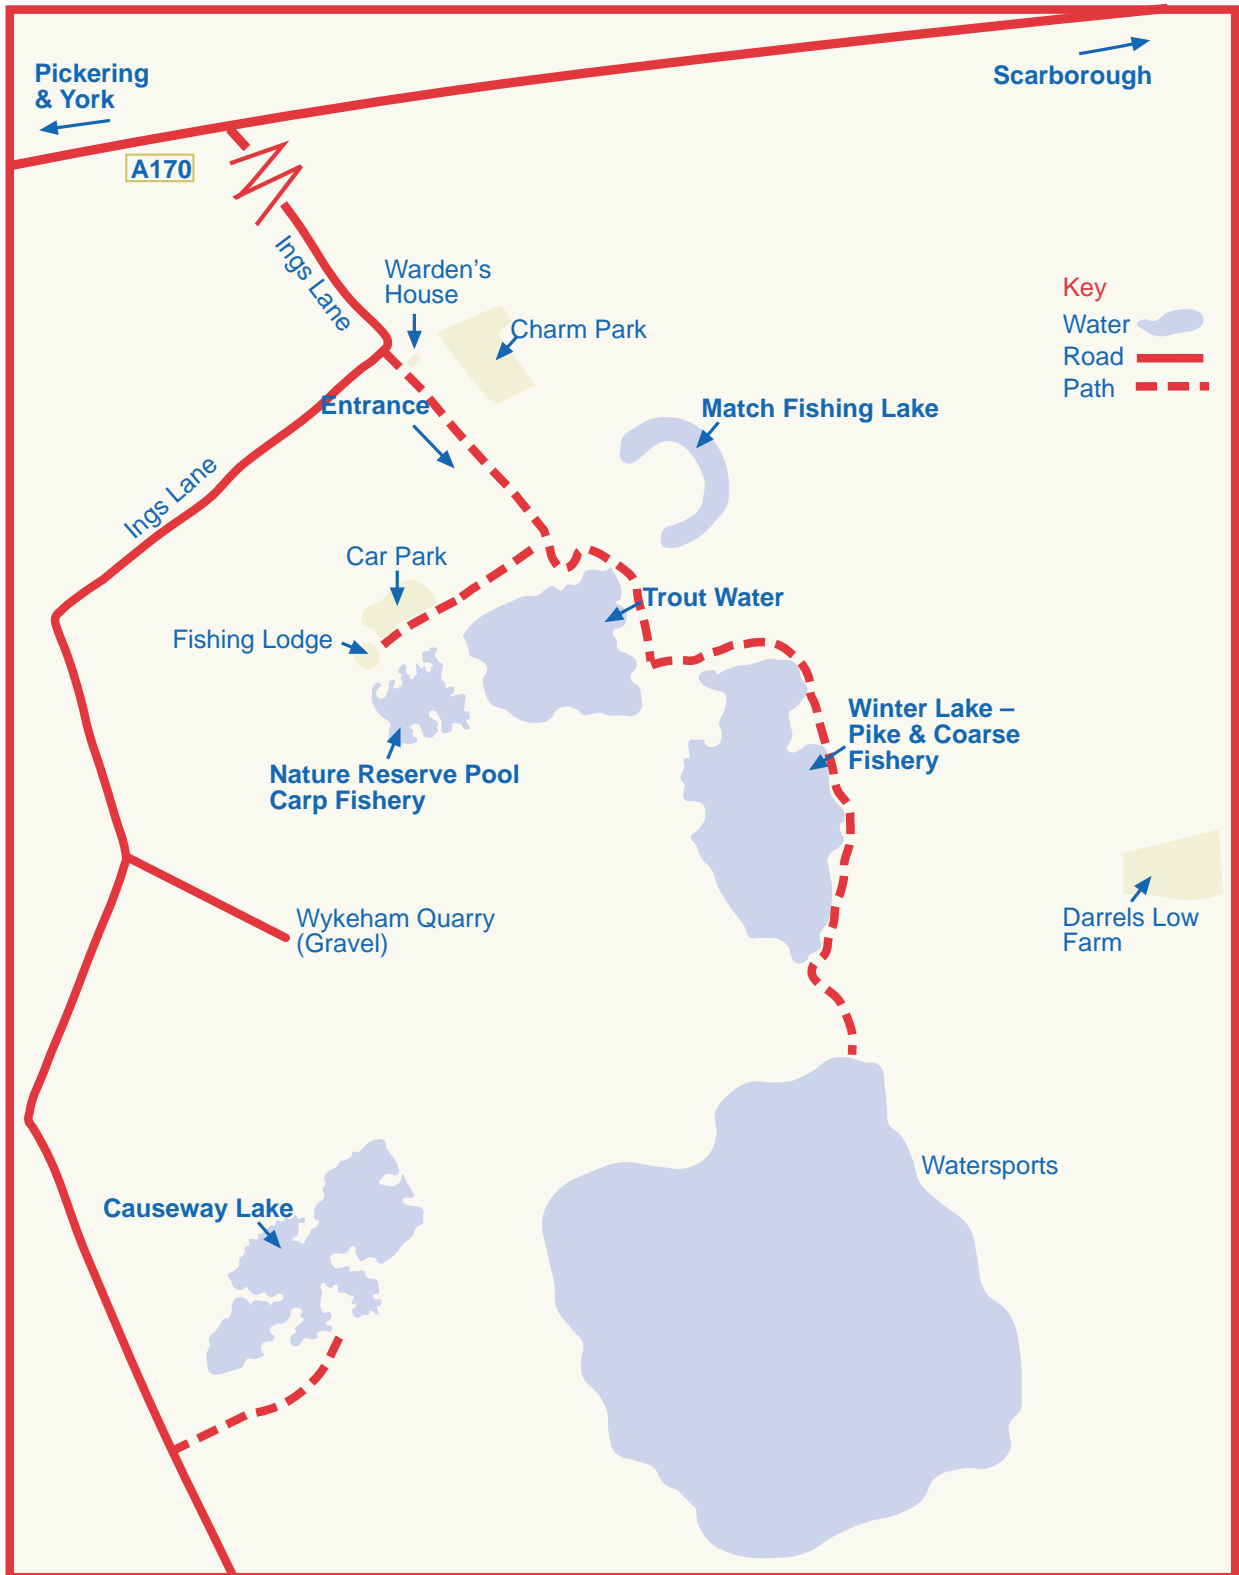 Pickering
& York
Scarborough
A170
Ings Lane
Warden’s
House
Charm Park
Key
Water
Road
Path
Entrance
Match Fishing Lake
Ings Lane
Car Park
Trout Water
Fishing Lodge
Winter Lake –
Pike & Coarse
Fishery
Nature Reserve Pool
Carp Fishery
Wykeham Quarry
(Gravel)
Darrels Low
Farm
Watersports
Causeway Lake